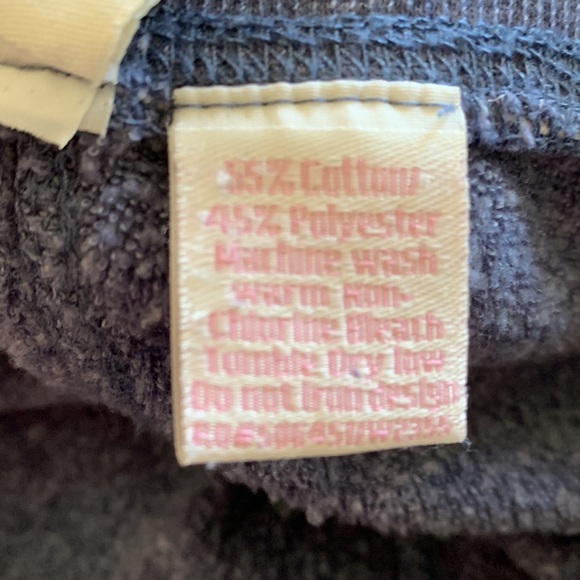 55% Cotton/
45% Polyester
Machine wash
warm Non-
Chlorine Bleach
Tumble Dry low
Do not Iron design